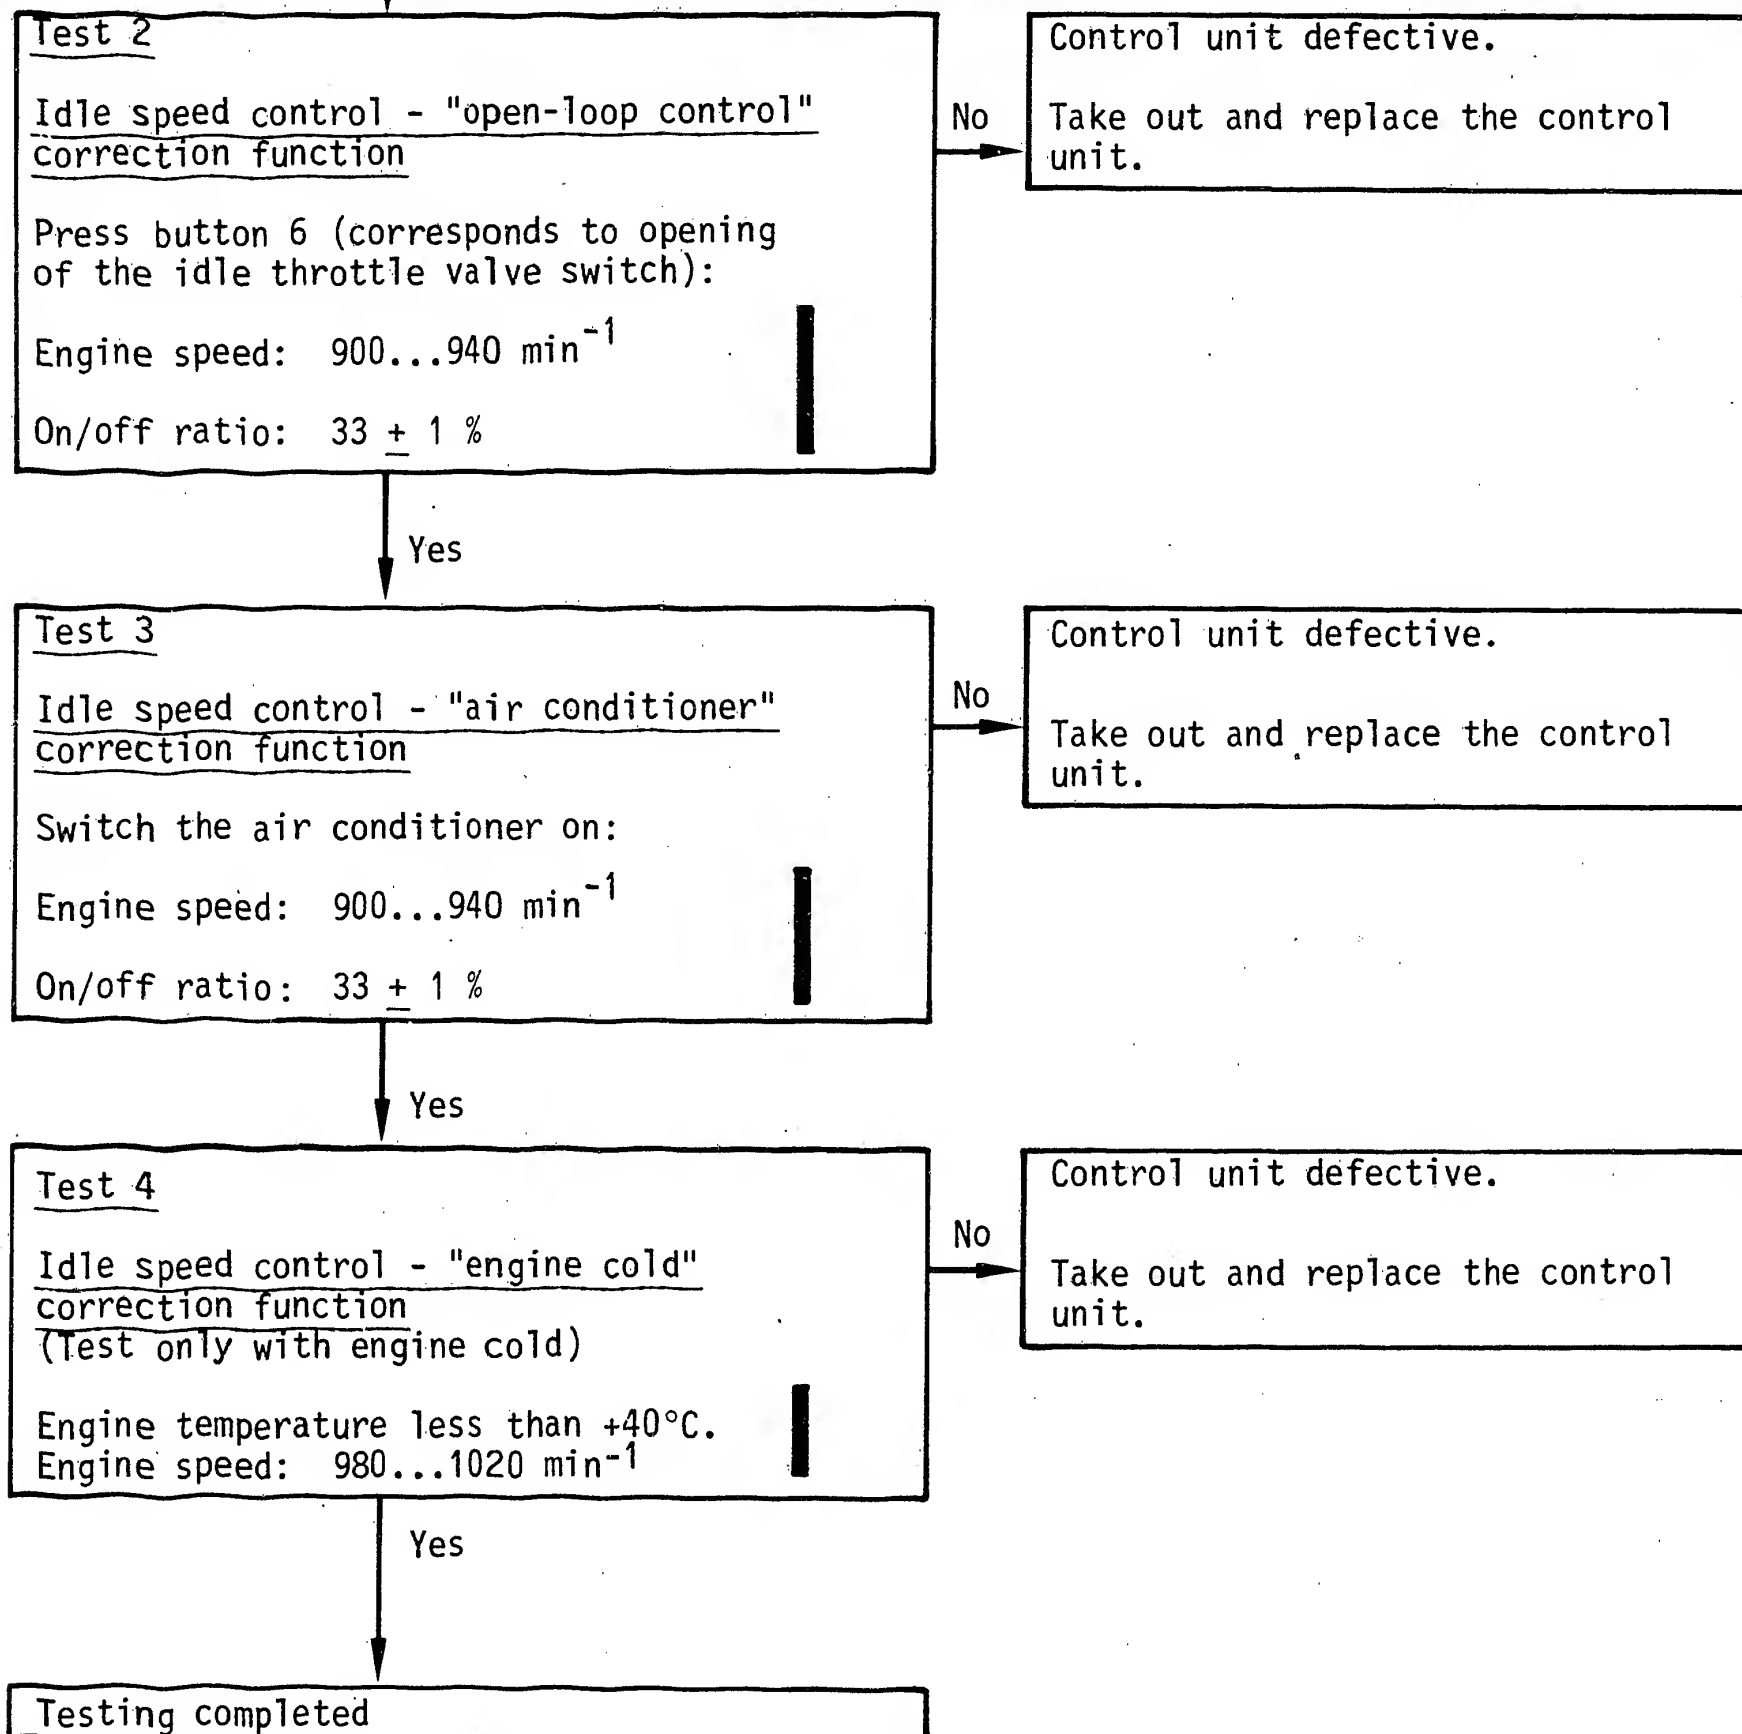 Test 2
Idle speed control - "open-loop control"
correction function
Press button 6 (corresponds to opening
of the idle throttle valve switch):
Engine speed: 900...940 min⁻¹
On/off ratio: 33 ± 1 %
No
Control unit defective.
Take out and replace the control
unit.
Yes
Test 3
Idle speed control - "air conditioner"
correction function
Switch the air conditioner on:
Engine speed: 900...940 min⁻¹
On/off ratio: 33 ± 1 %
No
Control unit defective.
Take out and replace the control
unit.
Yes
Test 4
Idle speed control - "engine cold"
correction function
(Test only with engine cold)
Engine temperature less than +40°C.
Engine speed: 980...1020 min⁻¹
No
Control unit defective.
Take out and replace the control
unit.
Yes
Testing completed